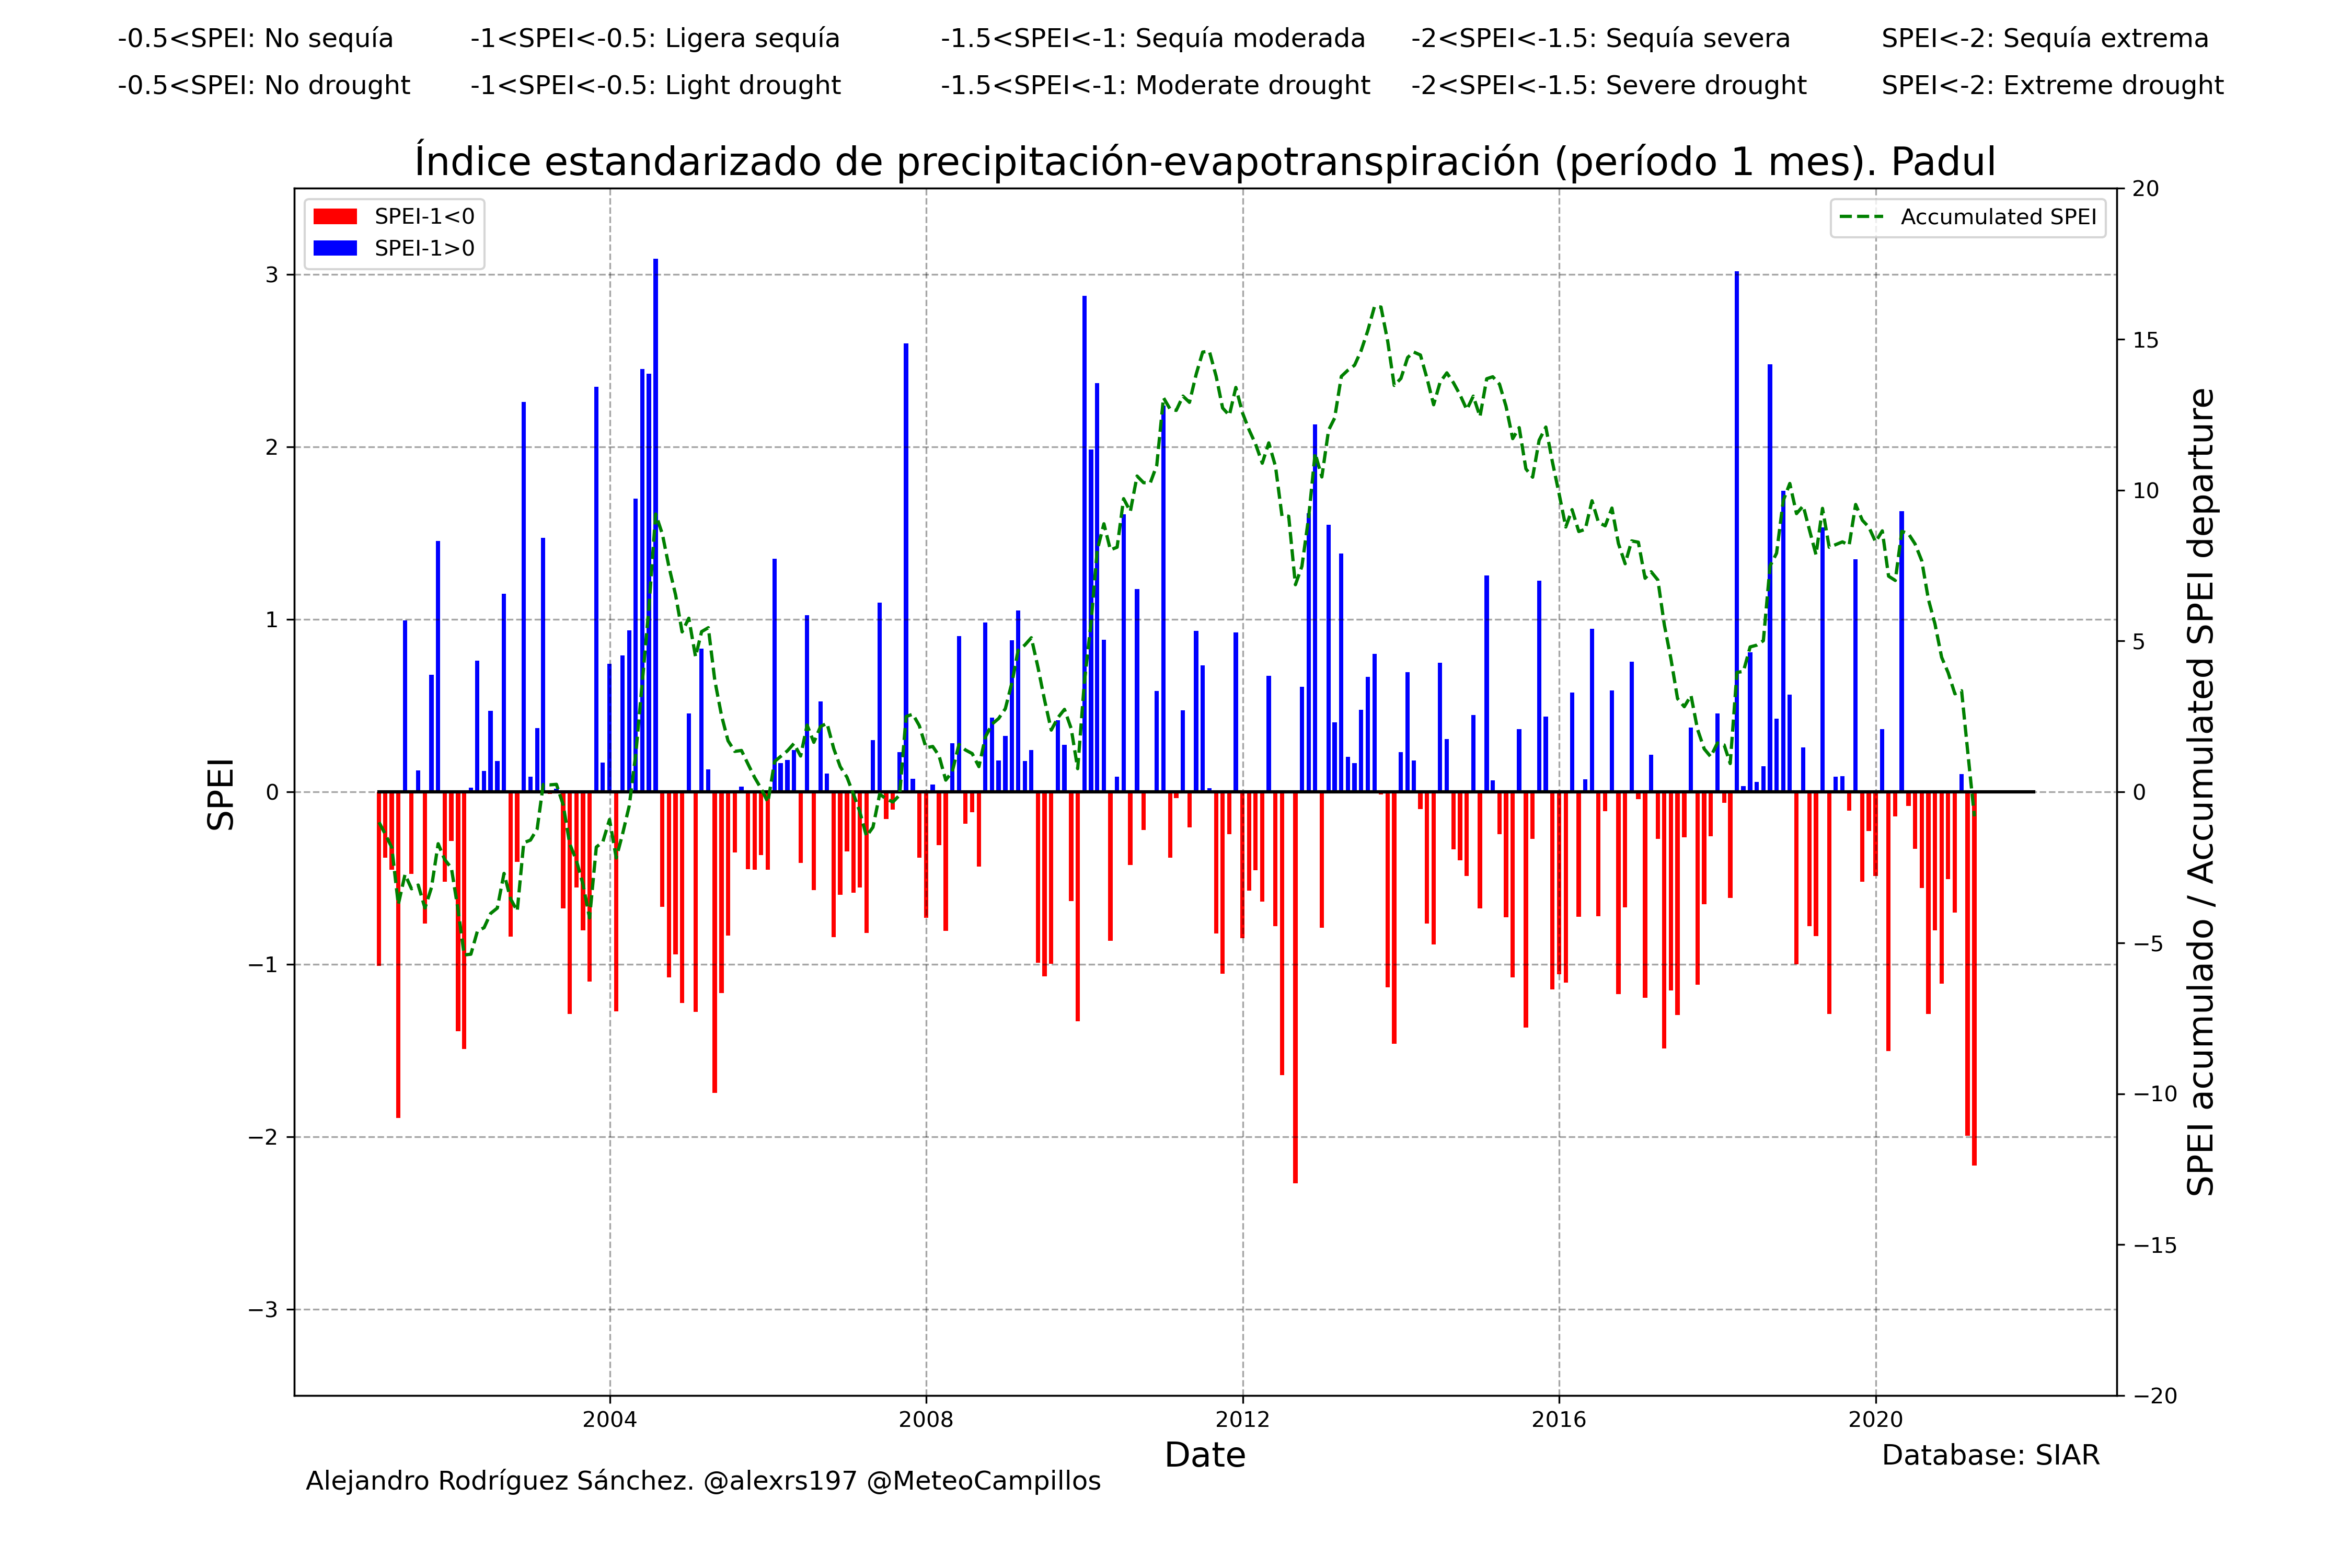 -0.5<SPEI: No sequía -1<SPEI<-0.5: Ligera sequía -1.5<SPEI<-1: Sequía moderada -2<SPEI<-1.5: Sequía severa SPEI<-2: Sequía extrema
-0.5<SPEI: No drought -1<SPEI<-0.5: Light drought -1.5<SPEI<-1: Moderate drought -2<SPEI<-1.5: Severe drought SPEI<-2: Extreme drought
Índice estandarizado de precipitación-evapotranspiración (período 1 mes). Padul
SPEI-1<0
SPEI-1>0
Accumulated SPEI
SPEI
3
2
1
0
−1
−2
−3
20
15
10
5
0
−5
−10
−15
−20
SPEI acumulado / Accumulated SPEI departure
2004 2008 2012 2016 2020
Date
Database: SIAR
Alejandro Rodríguez Sánchez. @alexrs197 @MeteoCampillos